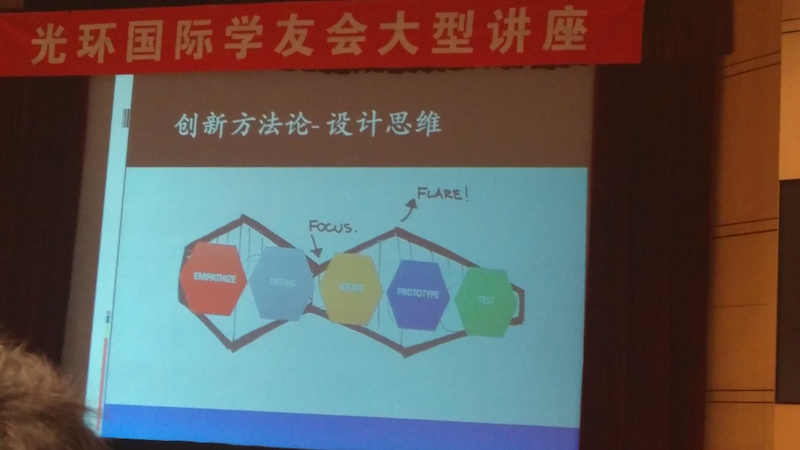 光环国际学友会大型讲座
创新方法论-设计思维
FLARE!
FOCUS.
EMPATHIZE
DEFINE
IDEATE
PROTOTYPE
TEST